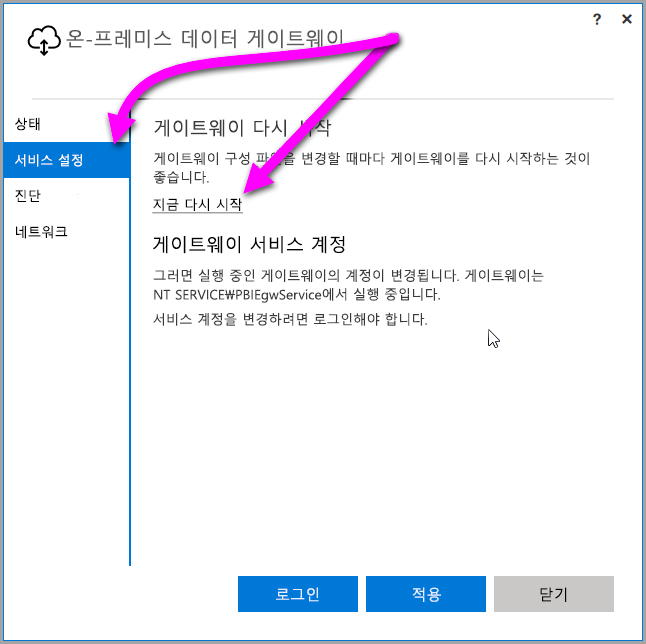 ?
온-프레미스 데이터 게이트웨이
상태
서비스 설정
진단
네트워크
게이트웨이 다시 시작
게이트웨이 구성 파일을 변경할 때마다 게이트웨이를 다시 시작하는 것이
좋습니다.
지금 다시 시작
게이트웨이 서비스 계정
그러면 실행 중인 게이트웨이의 계정이 변경됩니다. 게이트웨이는
NT SERVICE₩PBIEgwService에서 실행 중입니다.
서비스 계정을 변경하려면 로그인해야 합니다.
로그인
적용
닫기